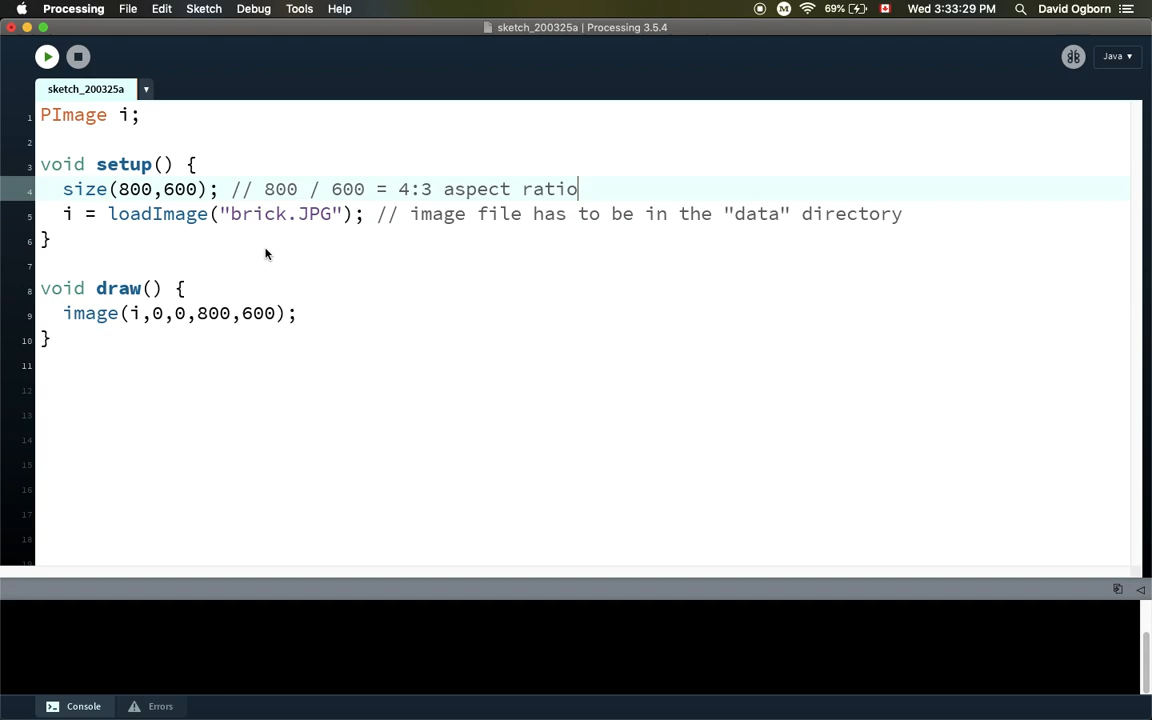 Processing File Edit Sketch Debug Tools Help M 69% Wed 3:33:29 PM David Ogborn
sketch_200325a | Processing 3.5.4
Java ▾
sketch_200325a ▾
1 PImage i;
2
3 void setup() {
4 size(800,600); // 800 / 600 = 4:3 aspect ratio
5 i = loadImage("brick.JPG"); // image file has to be in the "data" directory
6 }
7
8 void draw() {
9 image(i,0,0,800,600);
10 }
11
12
13
14
15
16
17
18
19
Console Errors